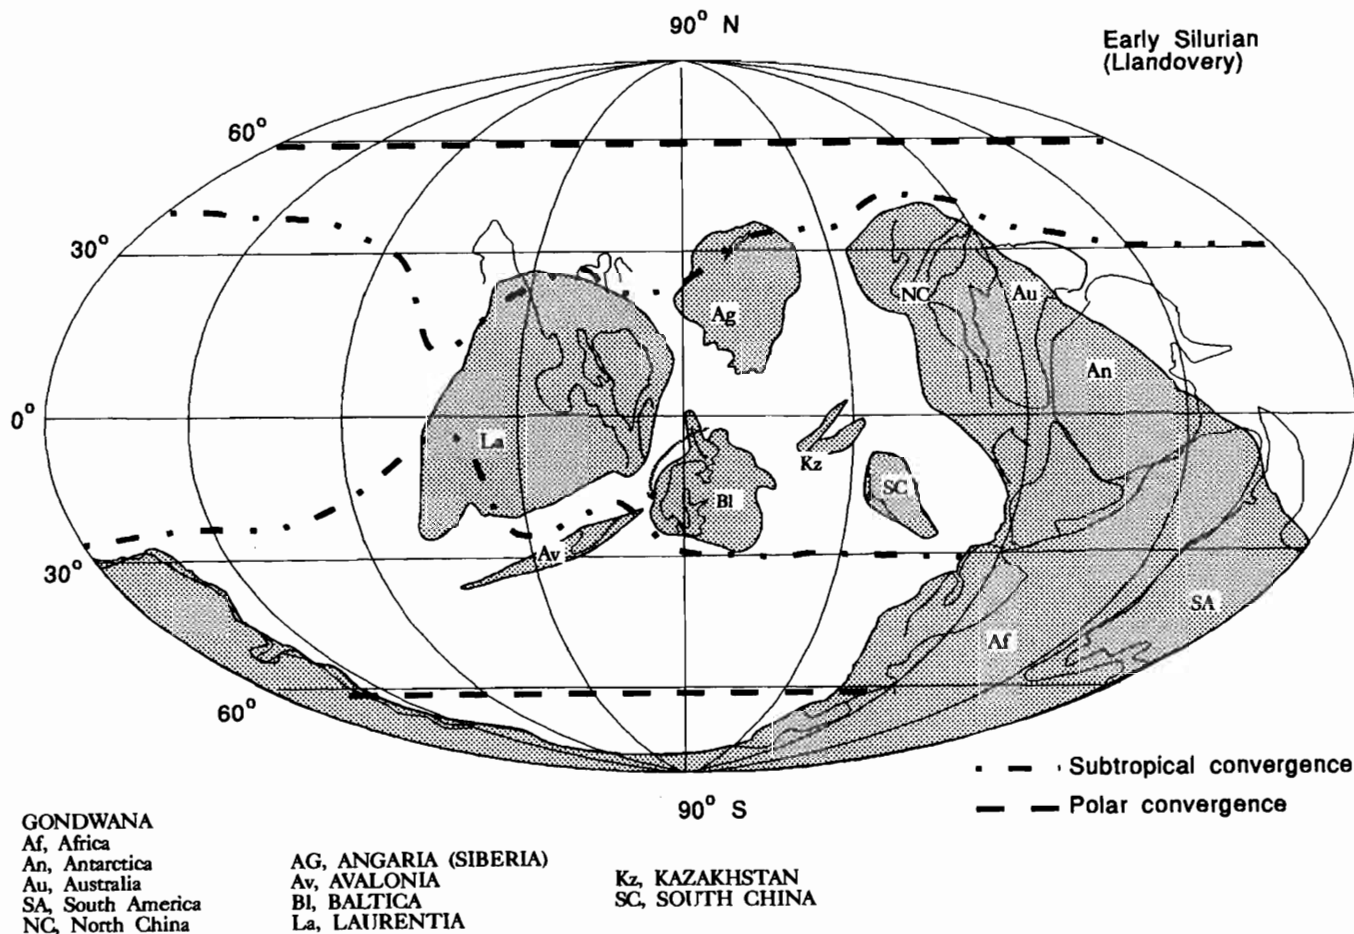 90° N
Early Silurian
(Llandovery)
60°
30°
Ag
NC
Au
An
0°
La
Kz
SC
Bl
Av
30°
SA
Af
60°
Subtropical convergence
Polar convergence
90° S
GONDWANA
Af, Africa
An, Antarctica
Au, Australia
SA, South America
NC, North China
AG, ANGARIA (SIBERIA)
Av, AVALONIA
Bl, BALTICA
La, LAURENTIA
Kz, KAZAKHSTAN
SC, SOUTH CHINA